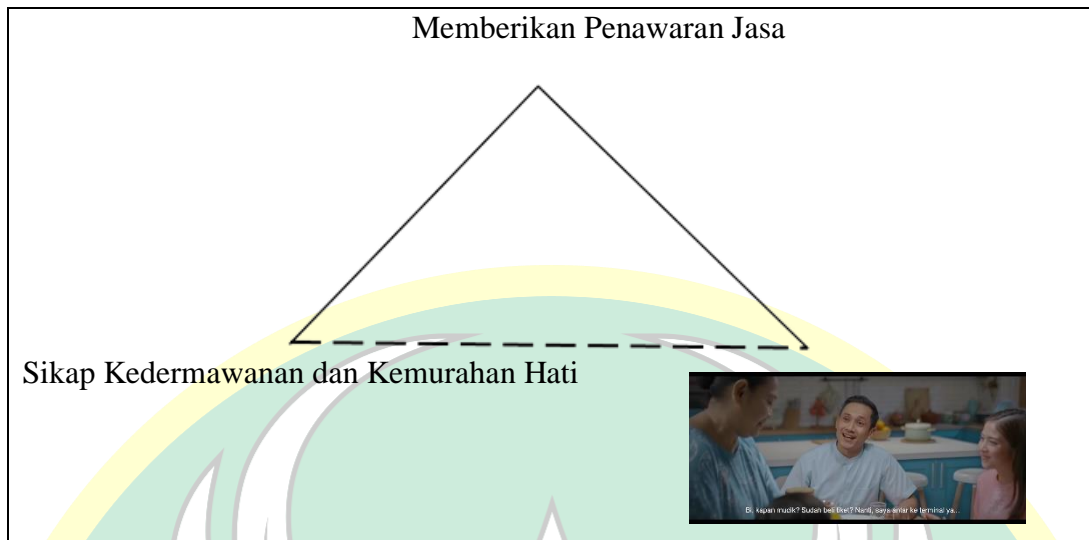 Memberikan Penawaran Jasa
Sikap Kedermawanan dan Kemurahan Hati
Bi, kapan mudik? Sudah beli tiket? Nanti, saya antar ke terminal ya...